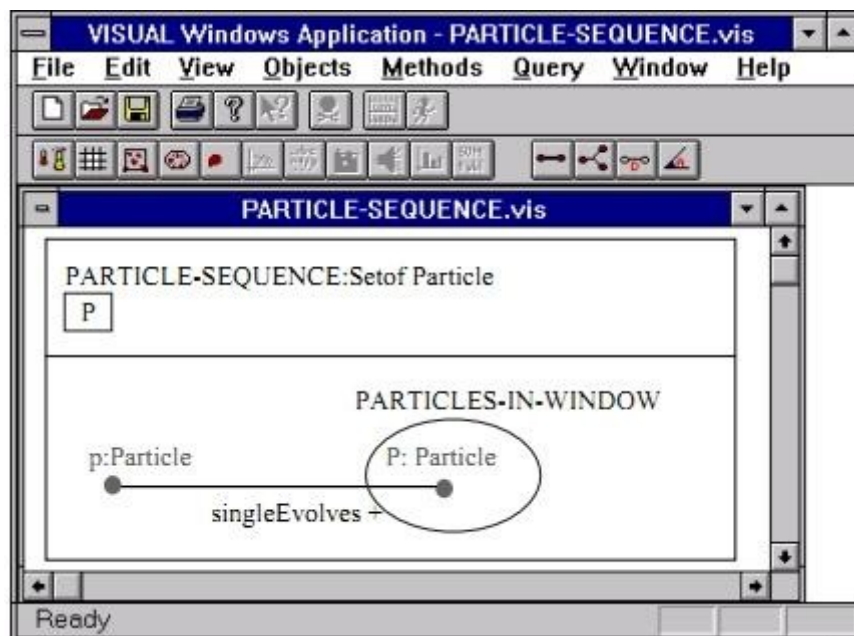 VISUAL Windows Application - PARTICLE-SEQUENCE.vis
File Edit View Objects Methods Query Window Help
PARTICLE-SEQUENCE.vis
PARTICLE-SEQUENCE:Setof Particle
P
PARTICLES-IN-WINDOW
p:Particle P: Particle
singleEvolves +
Ready